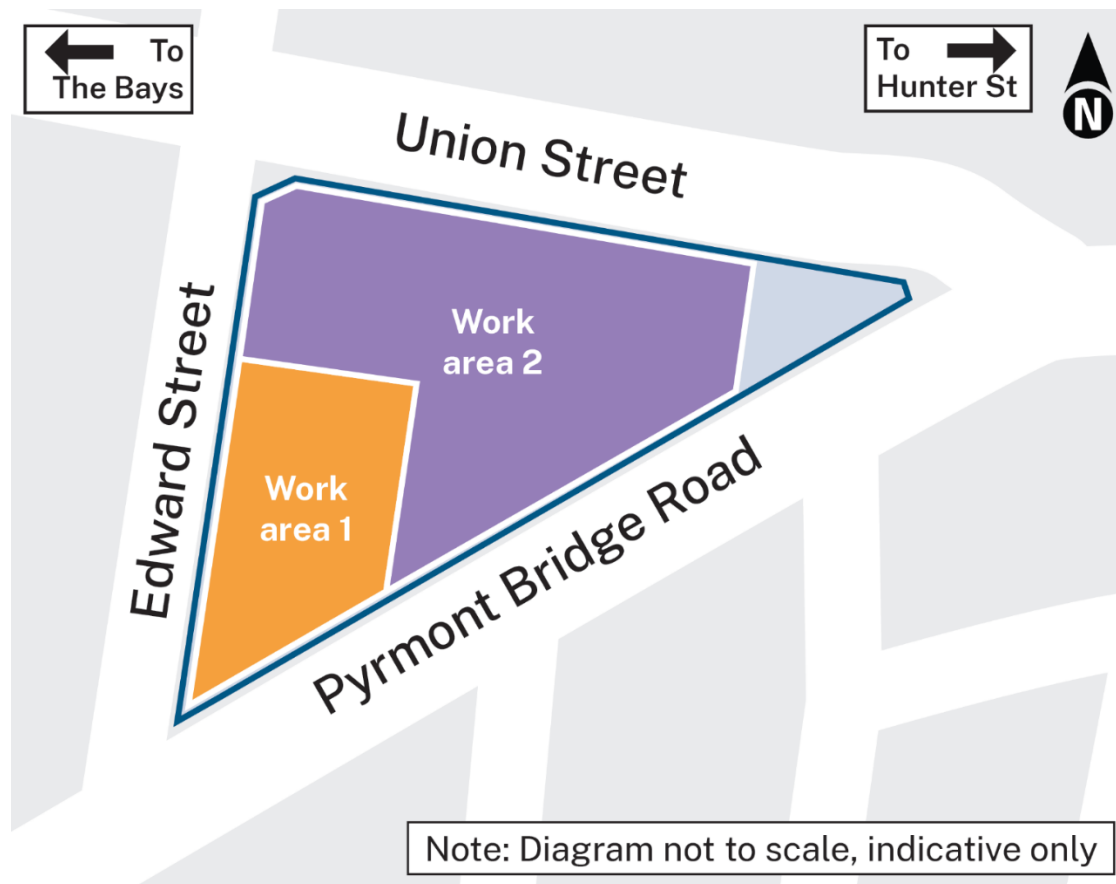 To
The Bays
To
Hunter St
N
Union Street
Work
area 2
Edward Street
Work
area 1
Pyrmont Bridge Road
Note: Diagram not to scale, indicative only